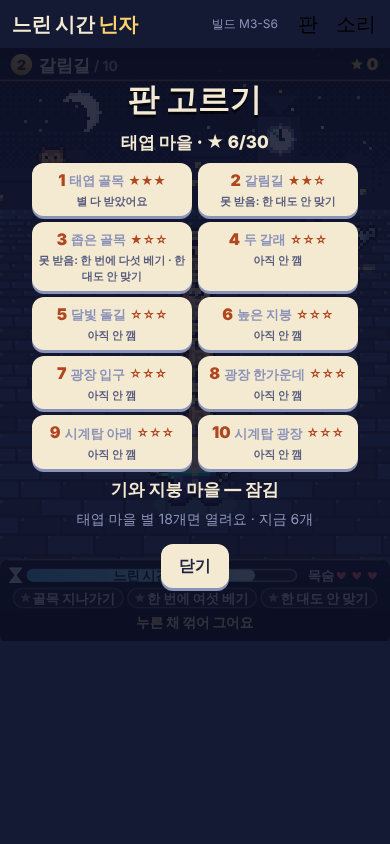 느린 시간 닌자 빌드 M3-S6 판 소리
2 갈림길 / 10 ★ 0
판 고르기
태엽 마을 · ★ 6/30
1 태엽 골목 ★★★
별 다 받았어요
2 갈림길 ★★☆
못 받음: 한 대도 안 맞기
3 좁은 골목 ★☆☆
못 받음: 한 번에 다섯 베기 · 한
대도 안 맞기
4 두 갈래 ☆☆☆
아직 안 깸
5 달빛 돌길 ☆☆☆
아직 안 깸
6 높은 지붕 ☆☆☆
아직 안 깸
7 광장 입구 ☆☆☆
아직 안 깸
8 광장 한가운데 ☆☆☆
아직 안 깸
9 시계탑 아래 ☆☆☆
아직 안 깸
10 시계탑 광장 ☆☆☆
아직 안 깸
기와 지붕 마을 — 잠김
태엽 마을 별 18개면 열려요 · 지금 6개
닫기
느린 시 목숨 ♥ ♥ ♥
★ 골목 지나가기 ★ 한 번에 여섯 베기 ★ 한 대도 안 맞기
누른 채 꺾어 그어요